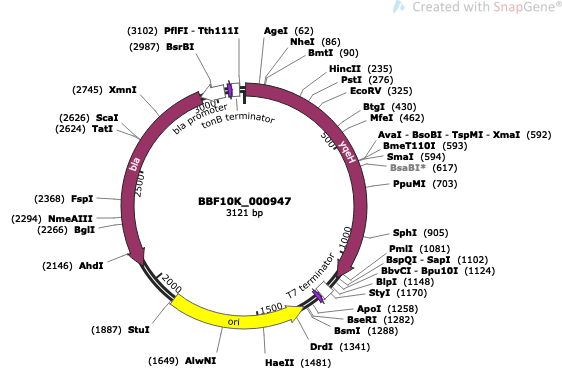 Created with SnapGene®
(3102) PflFI - Tth111I
(2987) BsrBI
(2745) XmnI
(2626) ScaI
(2624) TatI
(2368) FspI
(2294) NmeAIII
(2266) BglI
(2146) AhdI
(1887) StuI
(1649) AlwNI
HaeII (1481)
DrdI (1341)
BsmI (1288)
BseRI (1282)
ApoI (1258)
StyI (1170)
BlpI (1148)
BbvCI - Bpu10I (1124)
BspQI - SapI (1102)
PmlI (1081)
SphI (905)
PpuMI (703)
BsaBI* (617)
SmaI (594)
BmeT110I (593)
AvaI - BsoBI - TspMI - XmaI (592)
MfeI (462)
BtgI (430)
EcoRV (325)
PstI (276)
HincII (235)
BmtI (90)
NheI (86)
AgeI (62)
bla promoter
tonB terminator
bla
yqeH
T7 terminator
ori
500
1000
1500
2000
2500
3000
BBF10K_000947
3121 bp